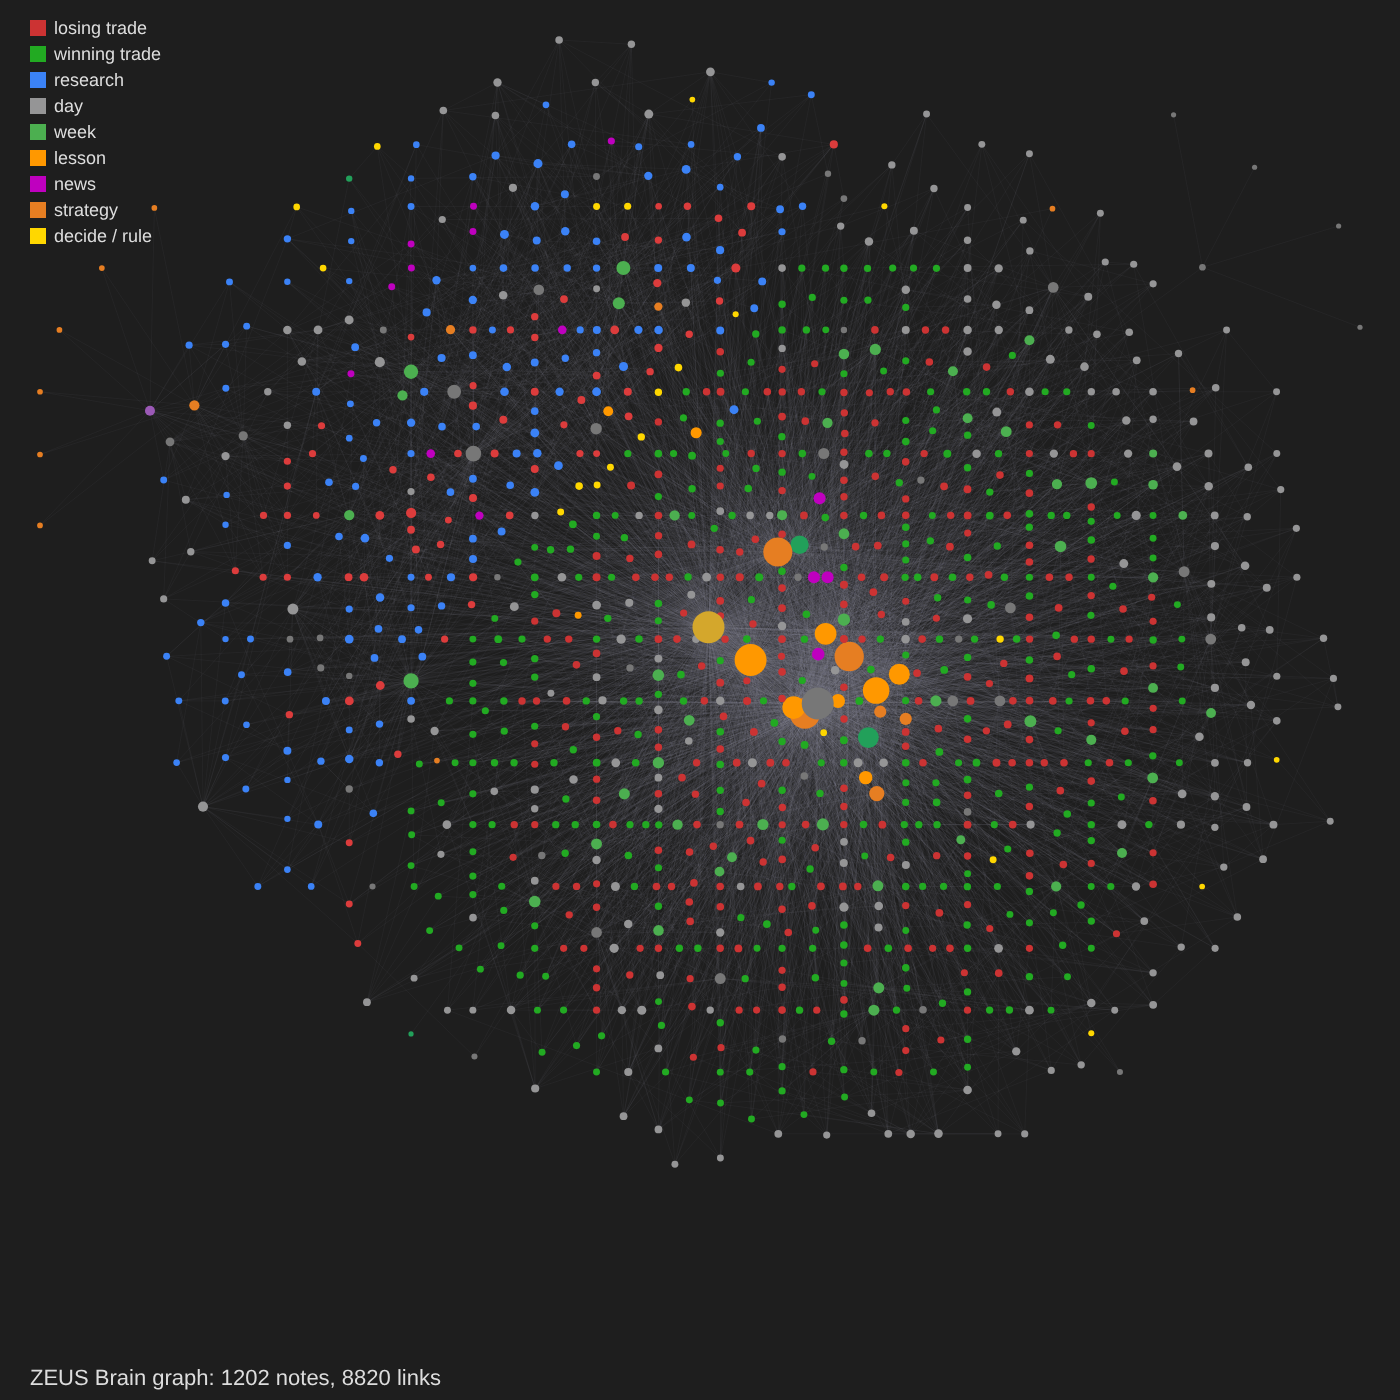 losing trade
winning trade
research
day
week
lesson
news
strategy
decide / rule
ZEUS Brain graph: 1202 notes, 8820 links